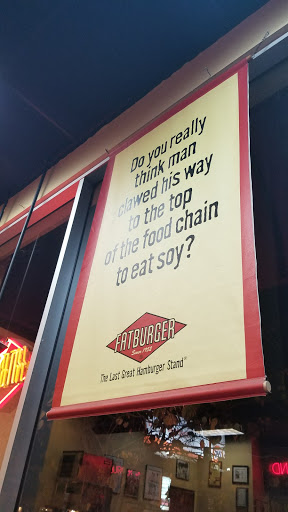 Do you really
think man
clawed his way
to the top
of the food chain
to eat soy?
FATBURGER
Since 1952
The Last Great Hamburger Stand®